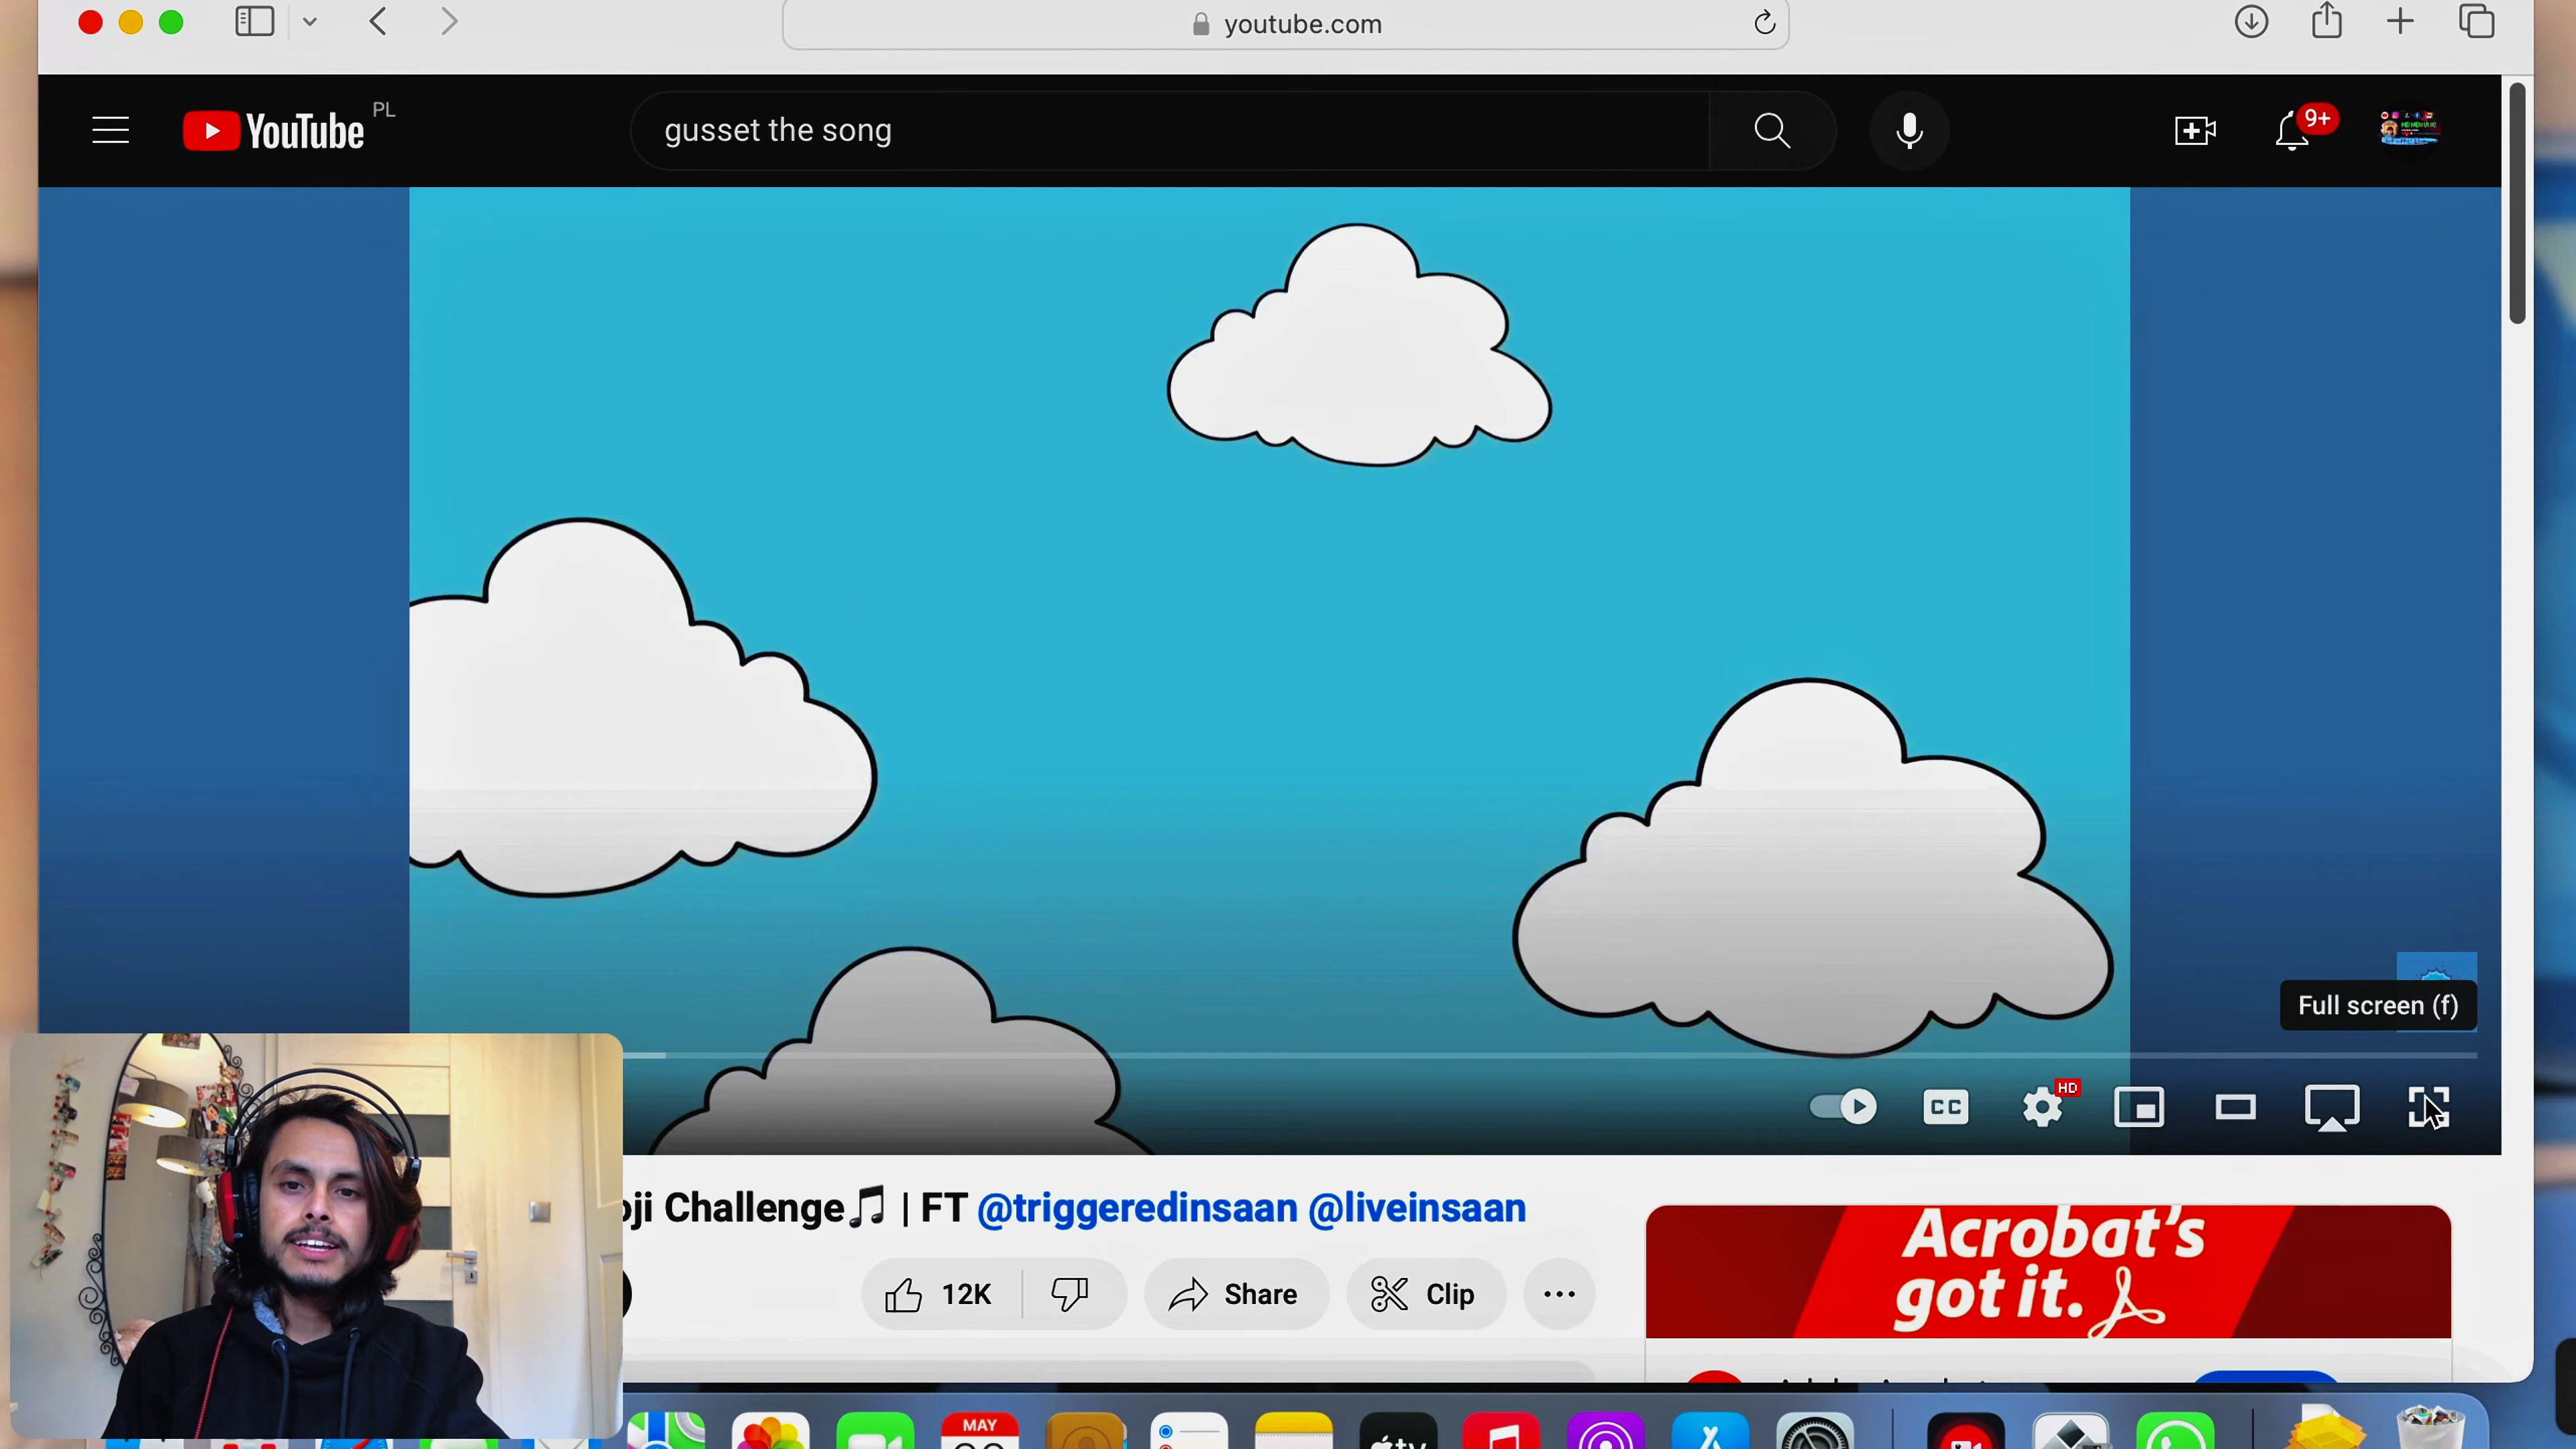 youtube.com
YouTube PL
gusset the song
9+
Full screen (f)
HD
CC
oji Challenge🎵 | FT @triggeredinsaan @liveinsaan
12K
Share
Clip
Acrobat's
got it.
MAY
tv